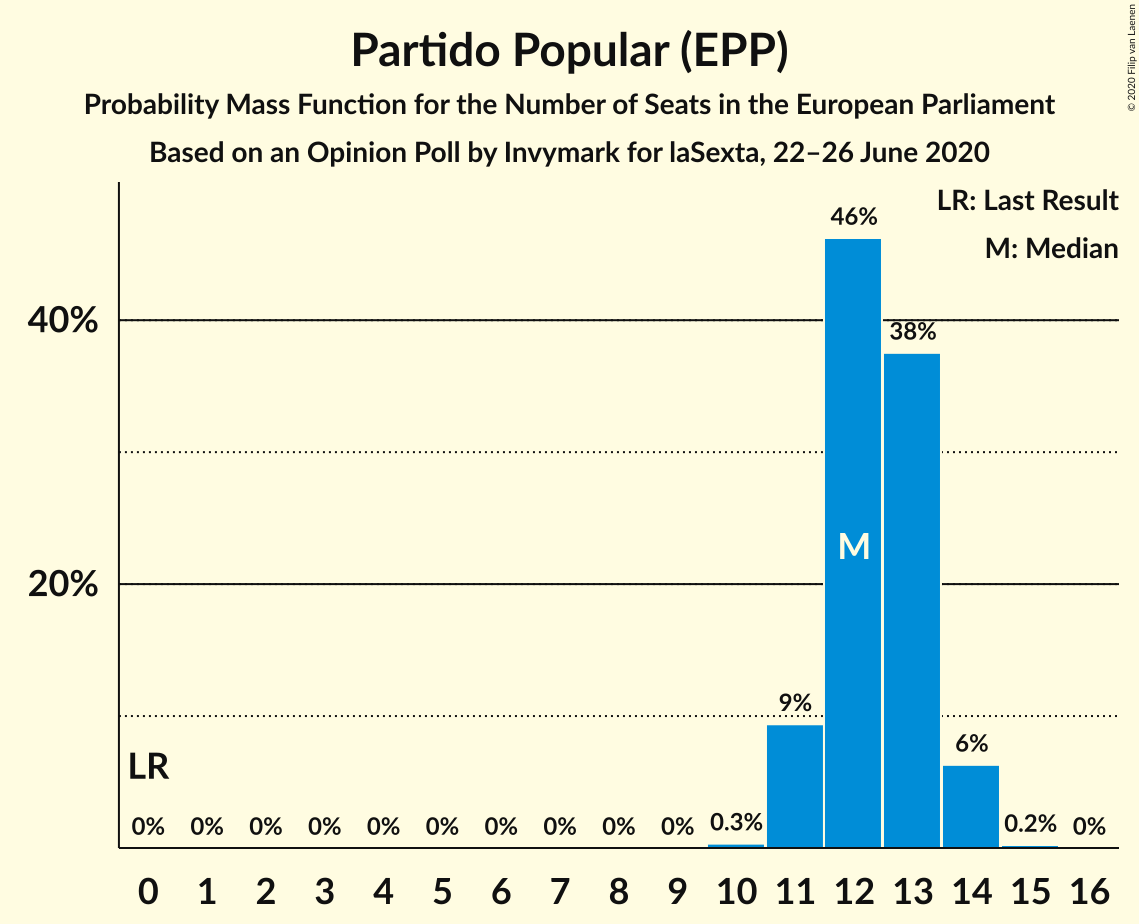 Partido Popular (EPP)
Probability Mass Function for the Number of Seats in the European Parliament
Based on an Opinion Poll by Invymark for laSexta, 22–26 June 2020
© 2020 Filip van Laenen
LR: Last Result
M: Median
46%
40%
38%
M
20%
9%
6%
LR
0% 0% 0% 0% 0% 0% 0% 0% 0% 0% 0.3% 0.2% 0%
0 1 2 3 4 5 6 7 8 9 10 11 12 13 14 15 16